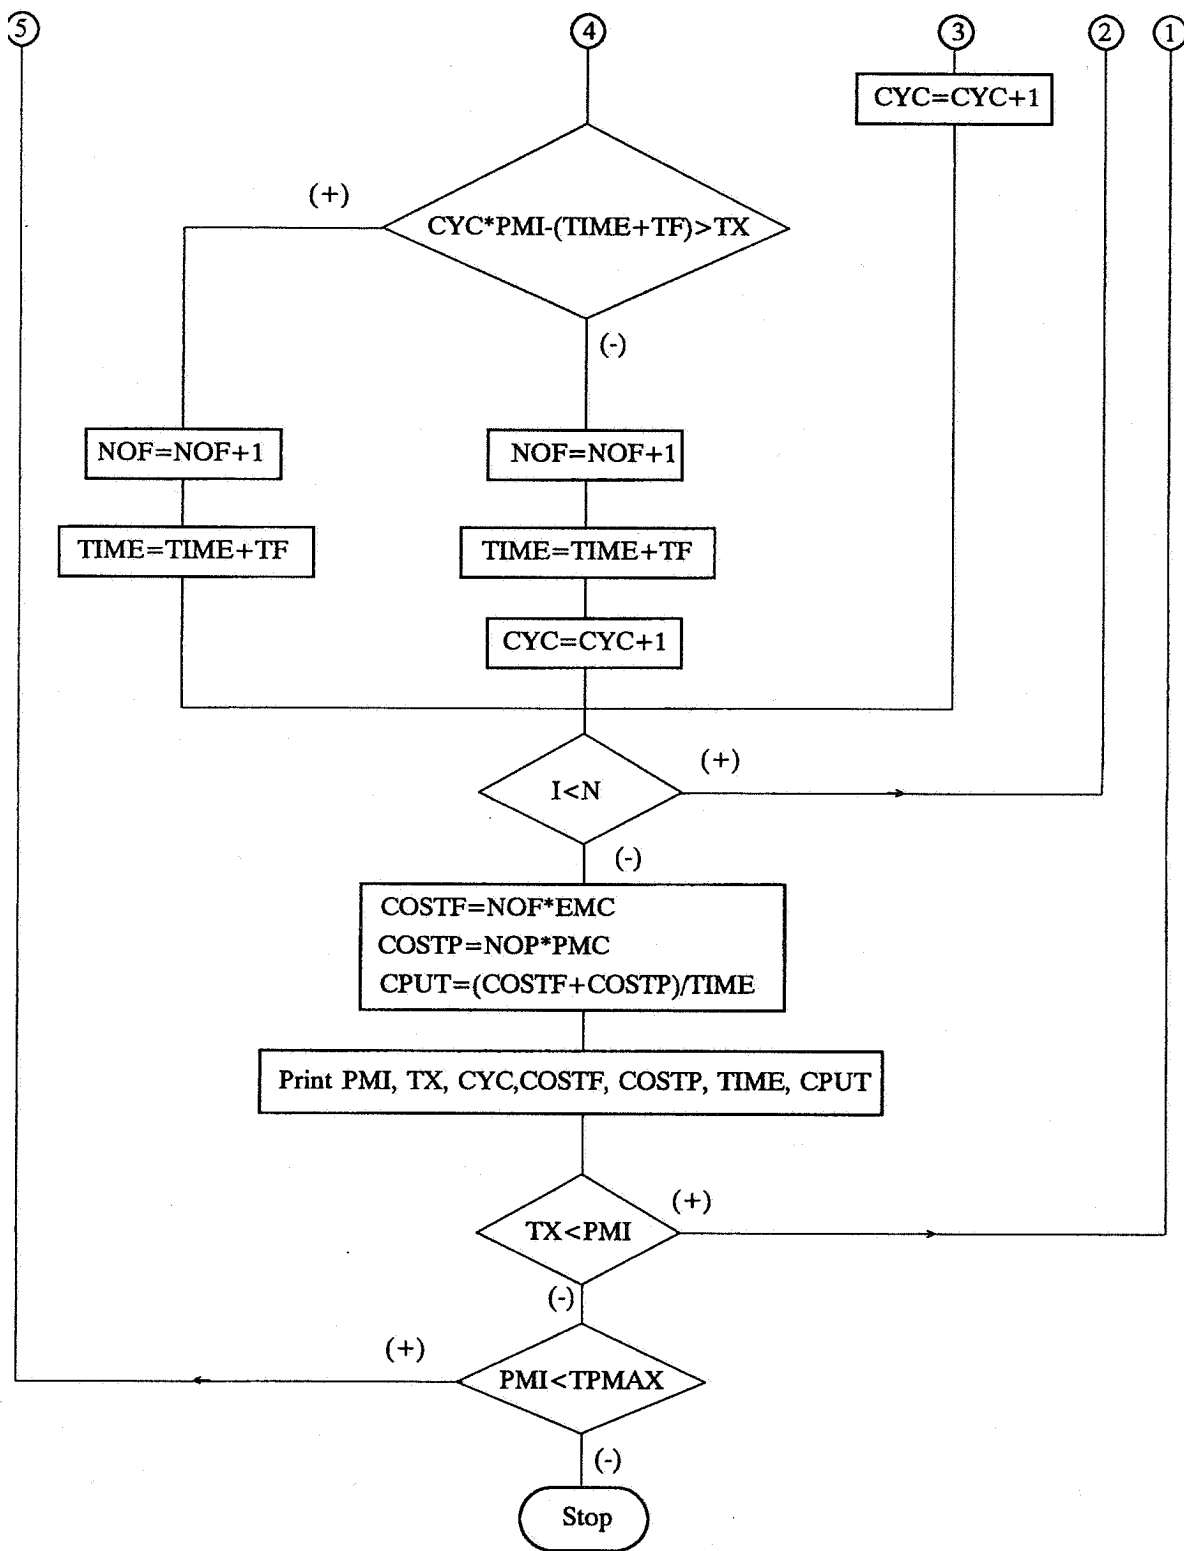 5 4 3 2 1
CYC=CYC+1
(+)
CYC*PMI-(TIME+TF)>TX
(-)
NOF=NOF+1
NOF=NOF+1
TIME=TIME+TF
TIME=TIME+TF
CYC=CYC+1
(+)
I<N
(-)
COSTF=NOF*EMC
COSTP=NOP*PMC
CPUT=(COSTF+COSTP)/TIME
Print PMI, TX, CYC,COSTF, COSTP, TIME, CPUT
(+)
TX<PMI
(-)
(+)
PMI<TPMAX
(-)
Stop